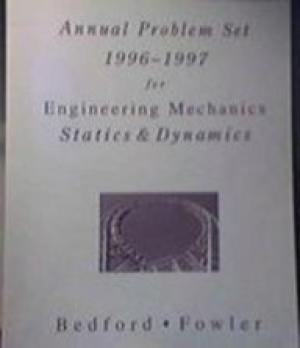 Annual Problem Set
1996-1997
for
Engineering Mechanics
Statics & Dynamics
Bedford • Fowler